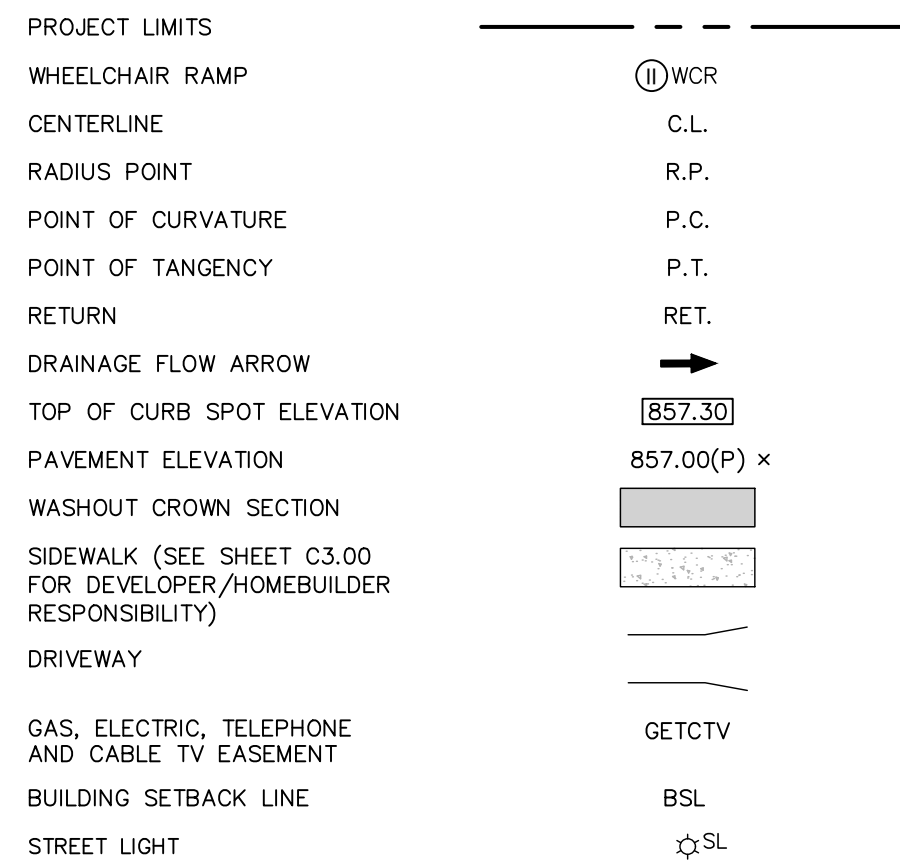 PROJECT LIMITS
WHEELCHAIR RAMP II WCR
CENTERLINE C.L.
RADIUS POINT R.P.
POINT OF CURVATURE P.C.
POINT OF TANGENCY P.T.
RETURN RET.
DRAINAGE FLOW ARROW
TOP OF CURB SPOT ELEVATION 857.30
PAVEMENT ELEVATION 857.00(P) ×
WASHOUT CROWN SECTION
SIDEWALK (SEE SHEET C3.00
FOR DEVELOPER/HOMEBUILDER
RESPONSIBILITY)
DRIVEWAY
GAS, ELECTRIC, TELEPHONE GETCTV
AND CABLE TV EASEMENT
BUILDING SETBACK LINE BSL
STREET LIGHT SL